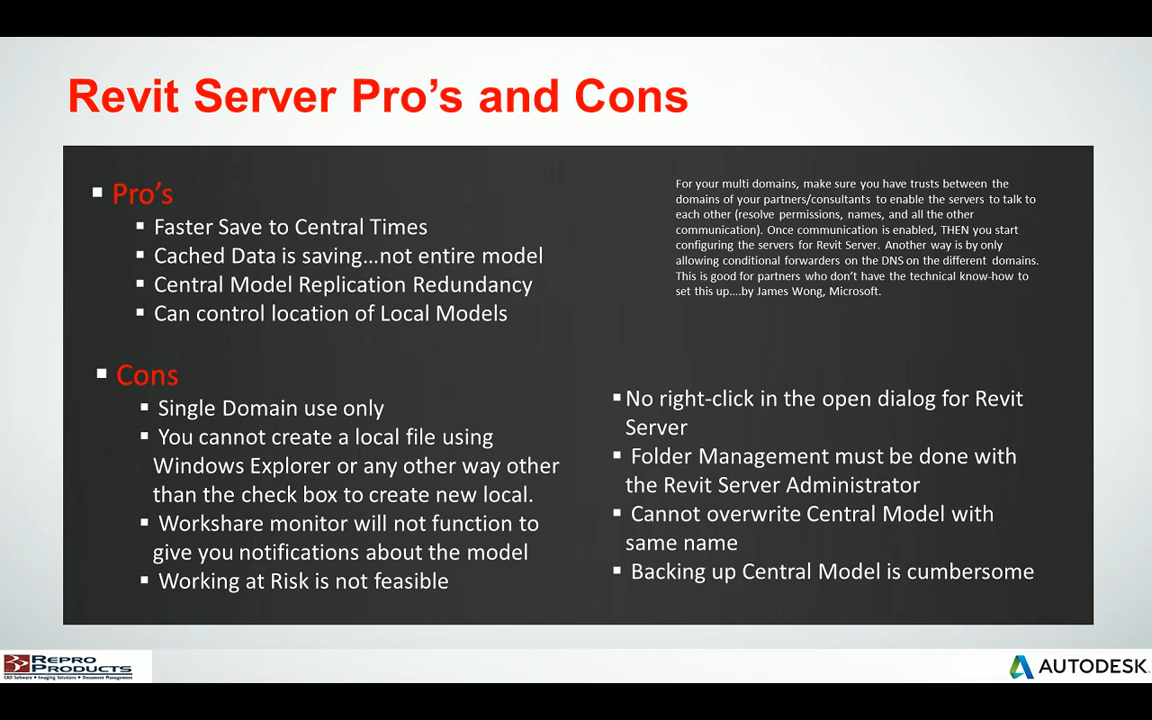 Revit Server Pro’s and Cons
▪ Pro’s
▪ Faster Save to Central Times
▪ Cached Data is saving…not entire model
▪ Central Model Replication Redundancy
▪ Can control location of Local Models
For your multi domains, make sure you have trusts between the
domains of your partners/consultants to enable the servers to talk to
each other (resolve permissions, names, and all the other
communication). Once communication is enabled, THEN you start
configuring the servers for Revit Server. Another way is by only
allowing conditional forwarders on the DNS on the different domains.
This is good for partners who don’t have the technical know-how to
set this up….by James Wong, Microsoft.
▪ Cons
▪ Single Domain use only
▪ You cannot create a local file using
Windows Explorer or any other way other
than the check box to create new local.
▪ Workshare monitor will not function to
give you notifications about the model
▪ Working at Risk is not feasible
▪ No right-click in the open dialog for Revit
Server
▪ Folder Management must be done with
the Revit Server Administrator
▪ Cannot overwrite Central Model with
same name
▪ Backing up Central Model is cumbersome
REPRO
PRODUCTS
CAD Software • Imaging Solutions • Document Management
AUTODESK.